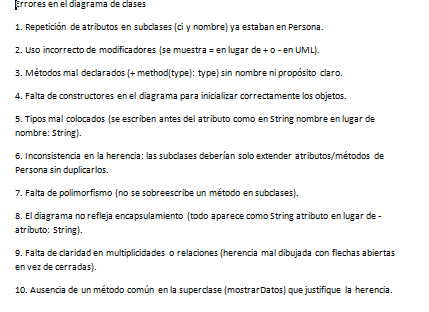 Errores en el diagrama de clases
1. Repetición de atributos en subclases (ci y nombre) ya estaban en Persona.
2. Uso incorrecto de modificadores (se muestra = en lugar de + o - en UML).
3. Métodos mal declarados (+ method(type): type) sin nombre ni propósito claro.
4. Falta de constructores en el diagrama para inicializar correctamente los objetos.
5. Tipos mal colocados (se escriben antes del atributo como en String nombre en lugar de
nombre: String).
6. Inconsistencia en la herencia: las subclases deberían solo extender atributos/métodos de
Persona sin duplicarlos.
7. Falta de polimorfismo (no se sobreescribe un método en subclases).
8. El diagrama no refleja encapsulamiento (todo aparece como String atributo en lugar de -
atributo: String).
9. Falta de claridad en multiplicidades o relaciones (herencia mal dibujada con flechas abiertas
en vez de cerradas).
10. Ausencia de un método común en la superclase (mostrarDatos) que justifique la herencia.